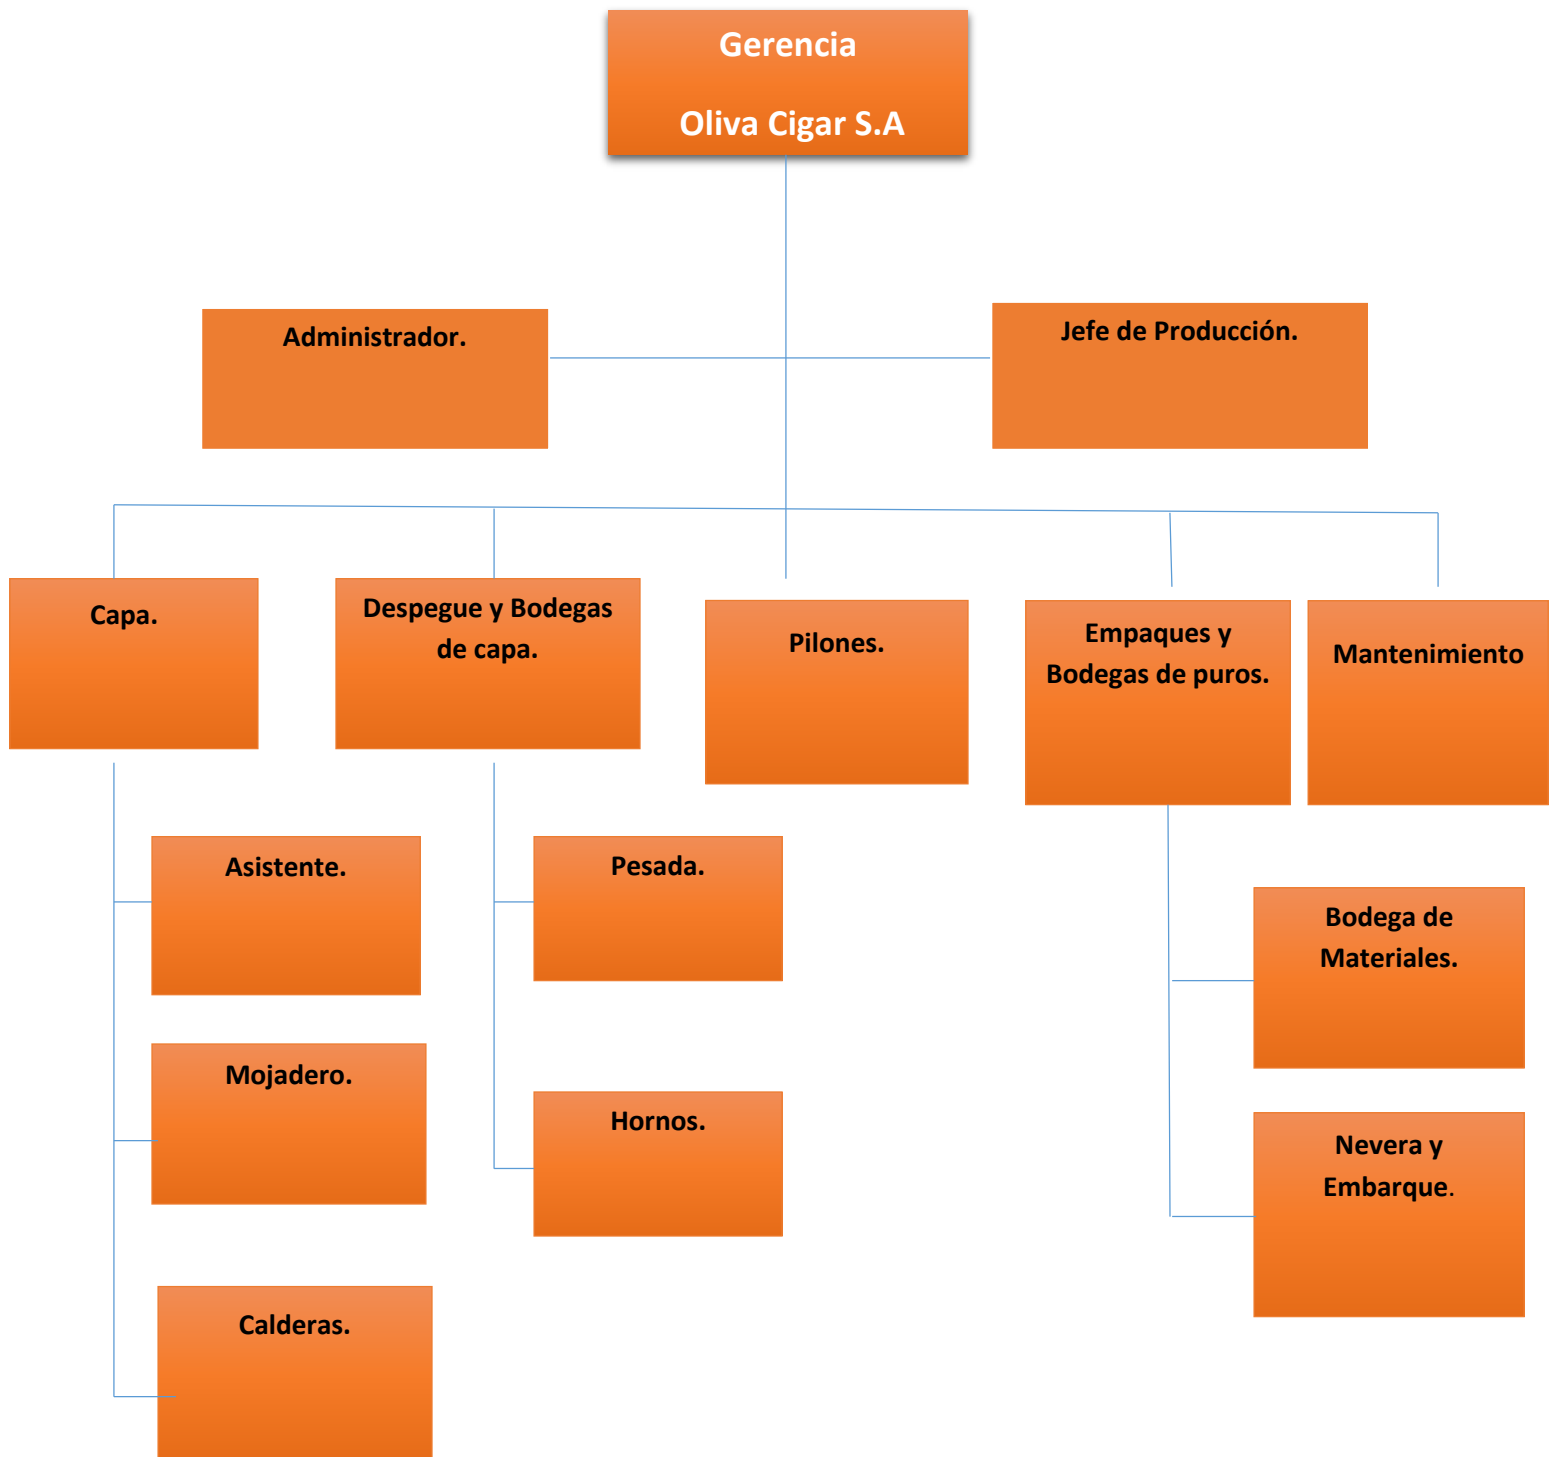 Gerencia
Oliva Cigar S.A
Administrador.
Jefe de Producción.
Capa.
Despegue y Bodegas
de capa.
Pilones.
Empaques y
Bodegas de puros.
Mantenimiento
Asistente.
Pesada.
Bodega de
Materiales.
Mojadero.
Hornos.
Nevera y
Embarque.
Calderas.